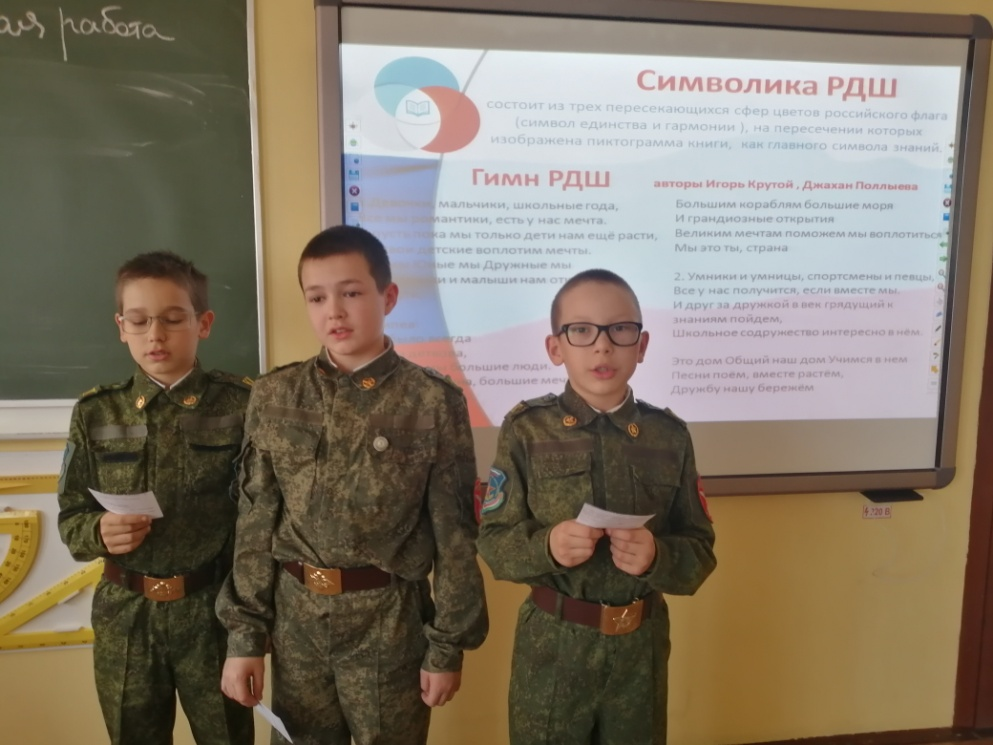 ая работа
Символика РДШ
состоит из трех пересекающихся сфер цветов российского флага
(символ единства и гармонии ), на пересечении которых
изображена пиктограмма книги, как главного символа знаний.
Гимн РДШ
авторы Игорь Крутой , Джахан Поллыева
мальчики, школьные года,
романтики, есть у нас мечта.
пока мы только дети нам ещё расти,
детские воплотим мечты.
мы Дружные мы
и малыши нам
большие люди.
большие
Большим кораблям большие моря
И грандиозные открытия
Великим мечтам поможем мы воплотиться
Мы это ты, страна
2. Умники и умницы, спортсмены и певцы,
Все у нас получится, если вместе мы.
И друг за дружкой в век грядущий к
знаниям пойдем,
Школьное содружество интересно в нём.
Это дом Общий наш дом Учимся в нем
Песни поём, вместе растём,
Дружбу нашу бережём
220 В